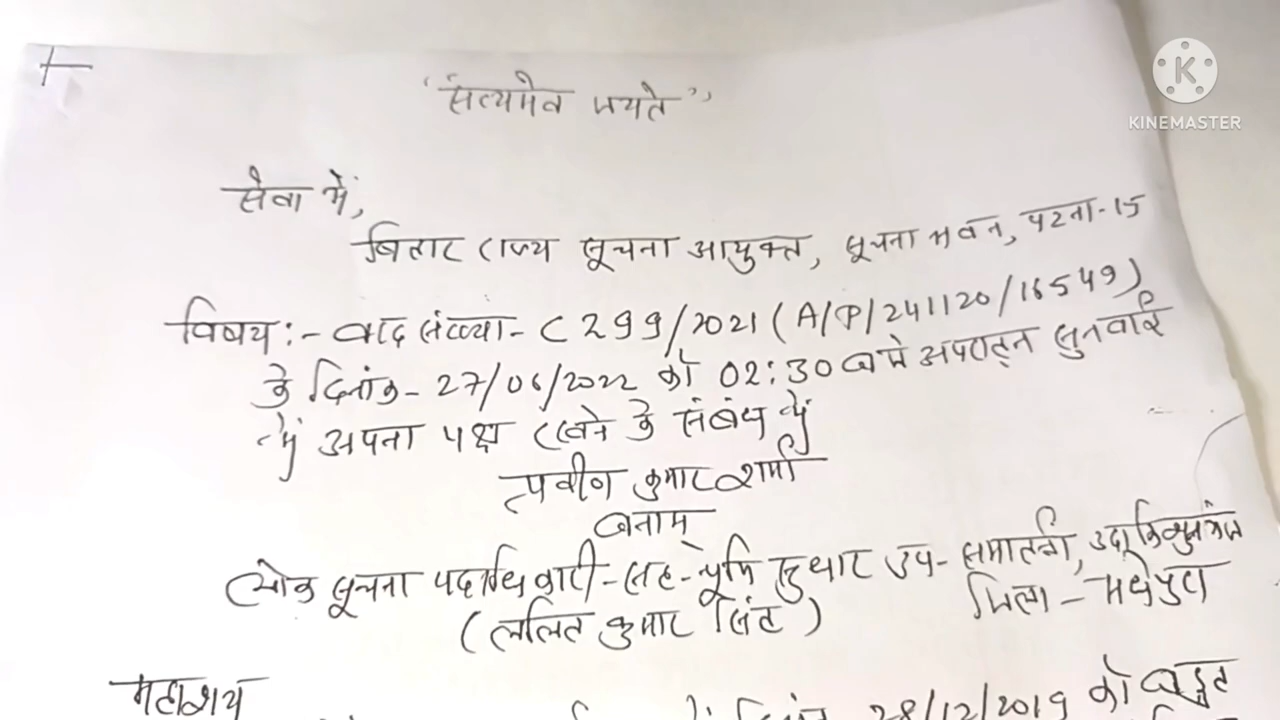 "सत्यमेव जयते"
सेवा में,
बिहार राज्य सूचना आयुक्त, सूचना भवन, पटना-15
विषय:- वाद संख्या- C299/2021 (A/P/241120/16549)
के दिनांक- 27/06/2022 को 02:30 बजे अपराह्न सुनवाई
में अपना पक्ष रखने के संबंध में
प्रवीण कुमार शर्मा
बनाम्
लोक सूचना पदाधिकारी-सह-भूमि सुधार उप-समाहर्ता, उदाकिशुनगंज
(ललित कुमार सिंह) जिला- मधेपुरा
महाशय
दिनांक 28/12/2019 को
KINEMASTER